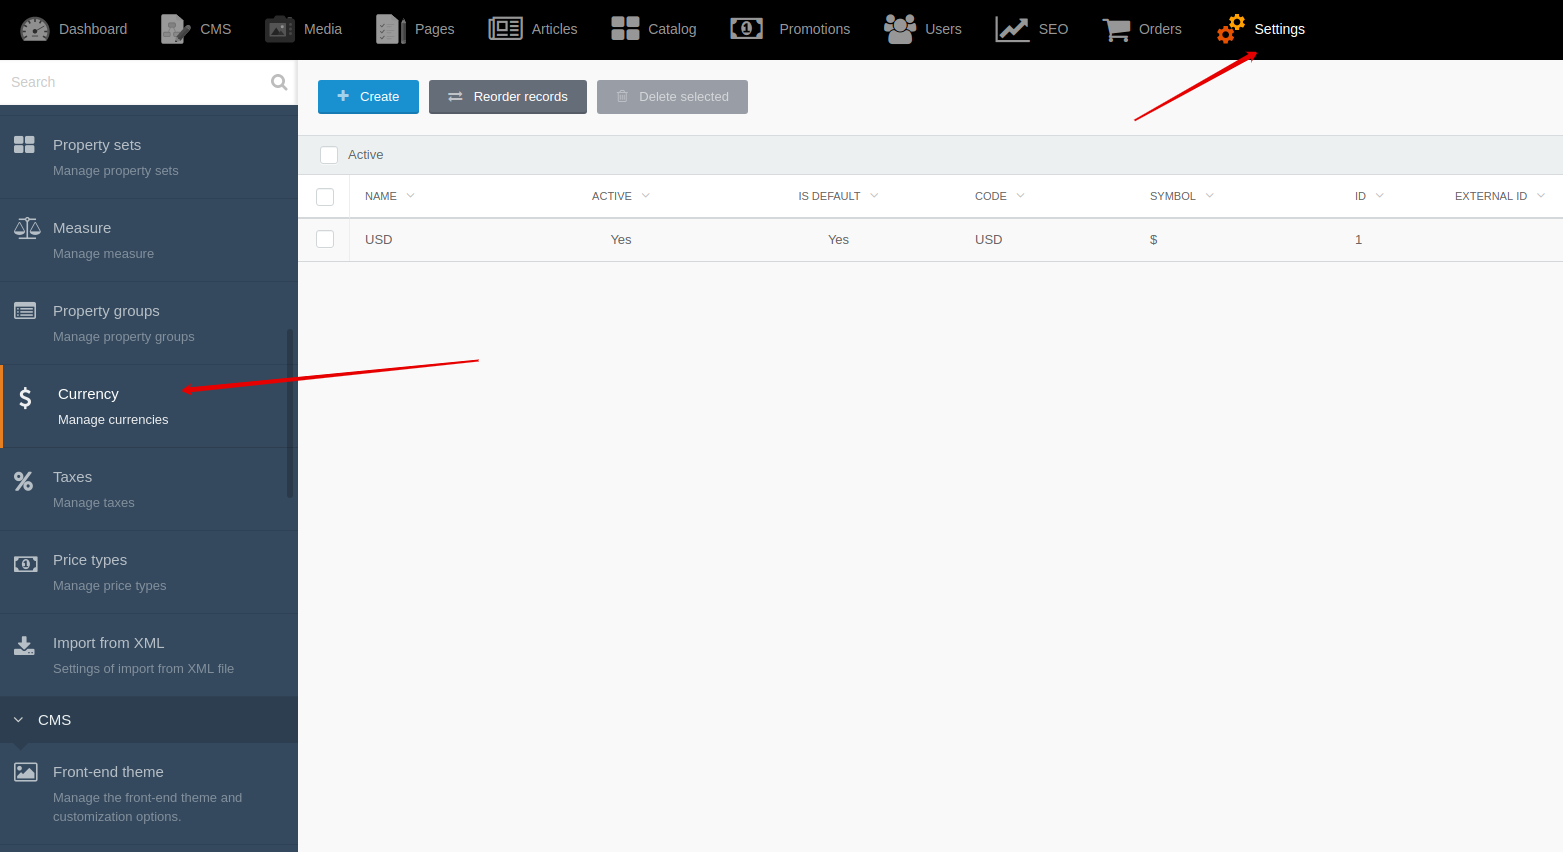 Dashboard CMS Media Pages Articles Catalog Promotions Users SEO Orders Settings
Search
Create Reorder records Delete selected
Active
NAME ACTIVE IS DEFAULT CODE SYMBOL ID EXTERNAL ID
USD Yes Yes USD $ 1
Property sets
Manage property sets
Measure
Manage measure
Property groups
Manage property groups
Currency
Manage currencies
Taxes
Manage taxes
Price types
Manage price types
Import from XML
Settings of import from XML file
CMS
Front-end theme
Manage the front-end theme and
customization options.